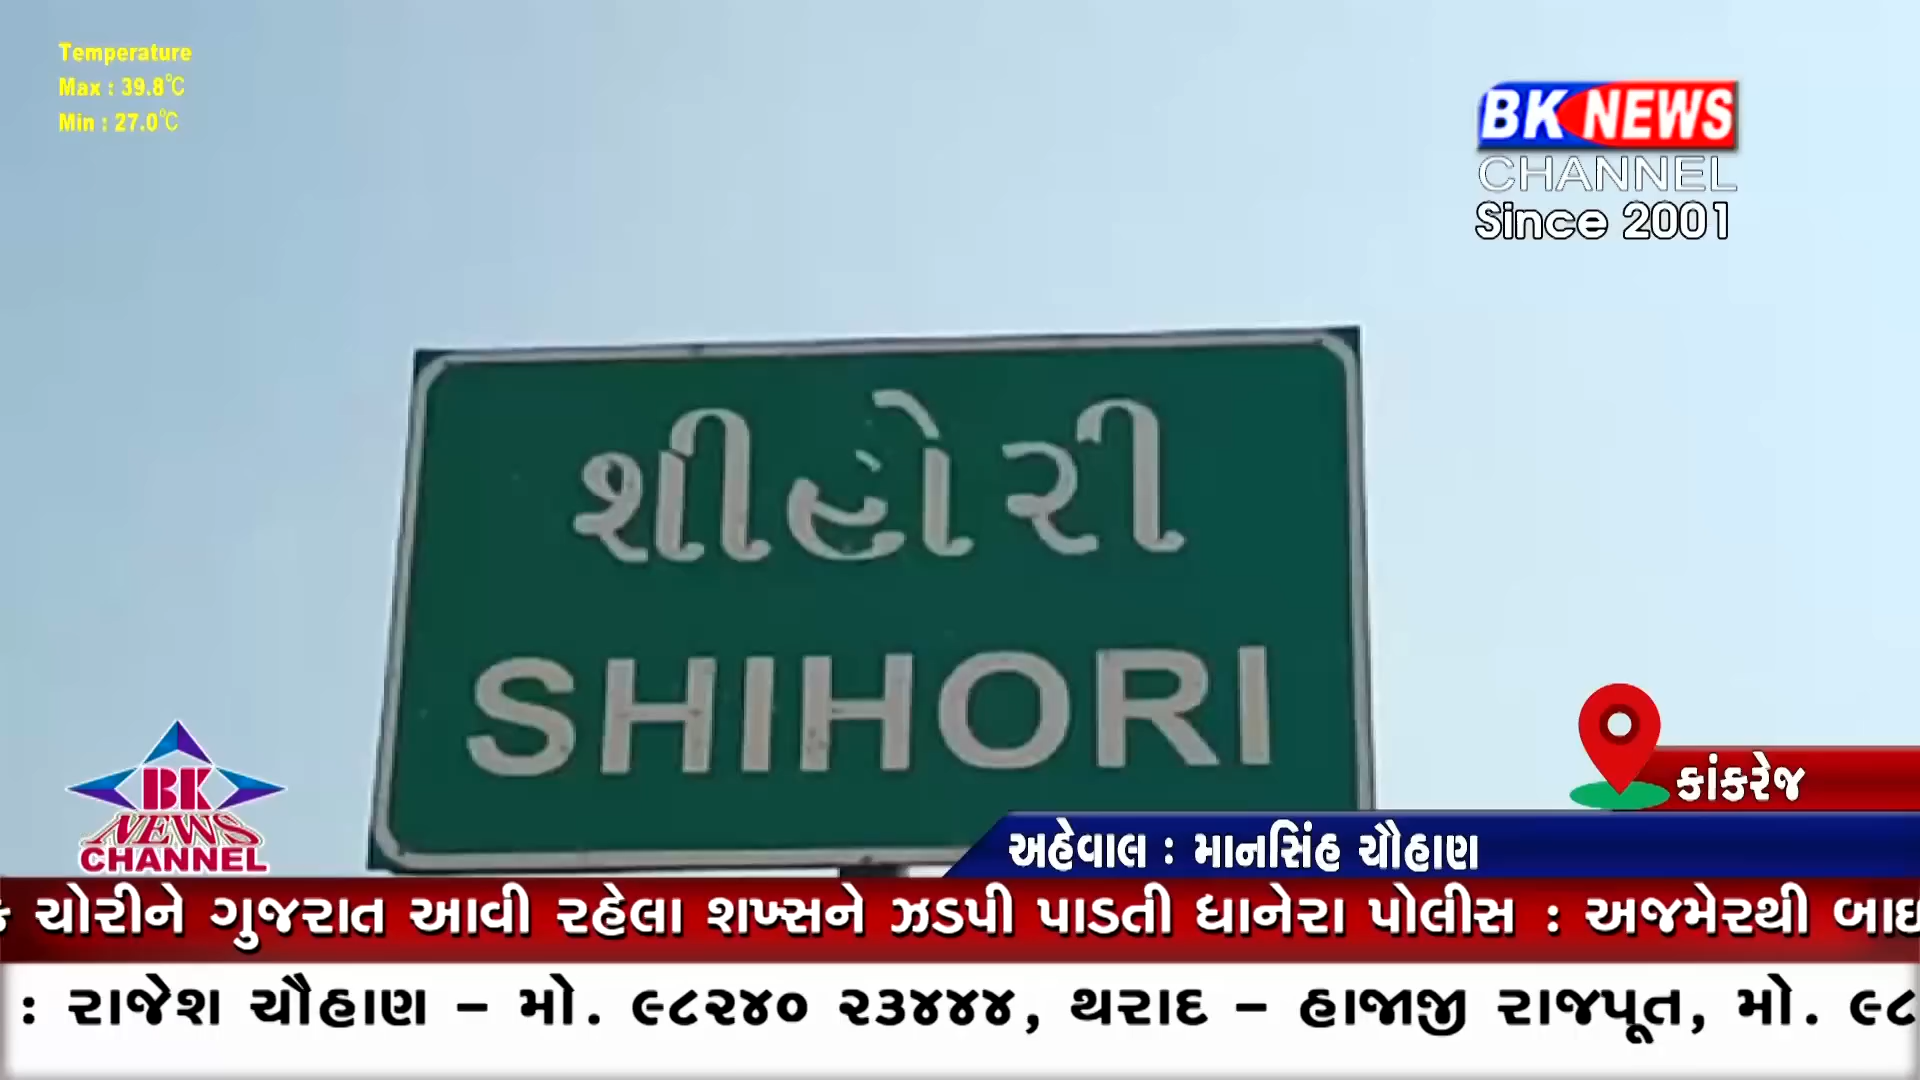 Temperature
Max : 39.8℃
Min : 27.0℃
BK NEWS
CHANNEL
Since 2001
શીહોરી
SHIHORI
કાંકરેજ
BK
NEWS
CHANNEL
અહેવાલ : માનસિંહ ચૌહાણ
ચોરીને ગુજરાત આવી રહેલા શખ્સને ઝડપી પાડતી ધાનેરા પોલીસ : અજમેરથી
: રાજેશ ચૌહાણ – મો. ૯૮૨૪૦ ૨૩૪૪૪, થરાદ – હાજાજી રાજપૂત, મો. ૯૮